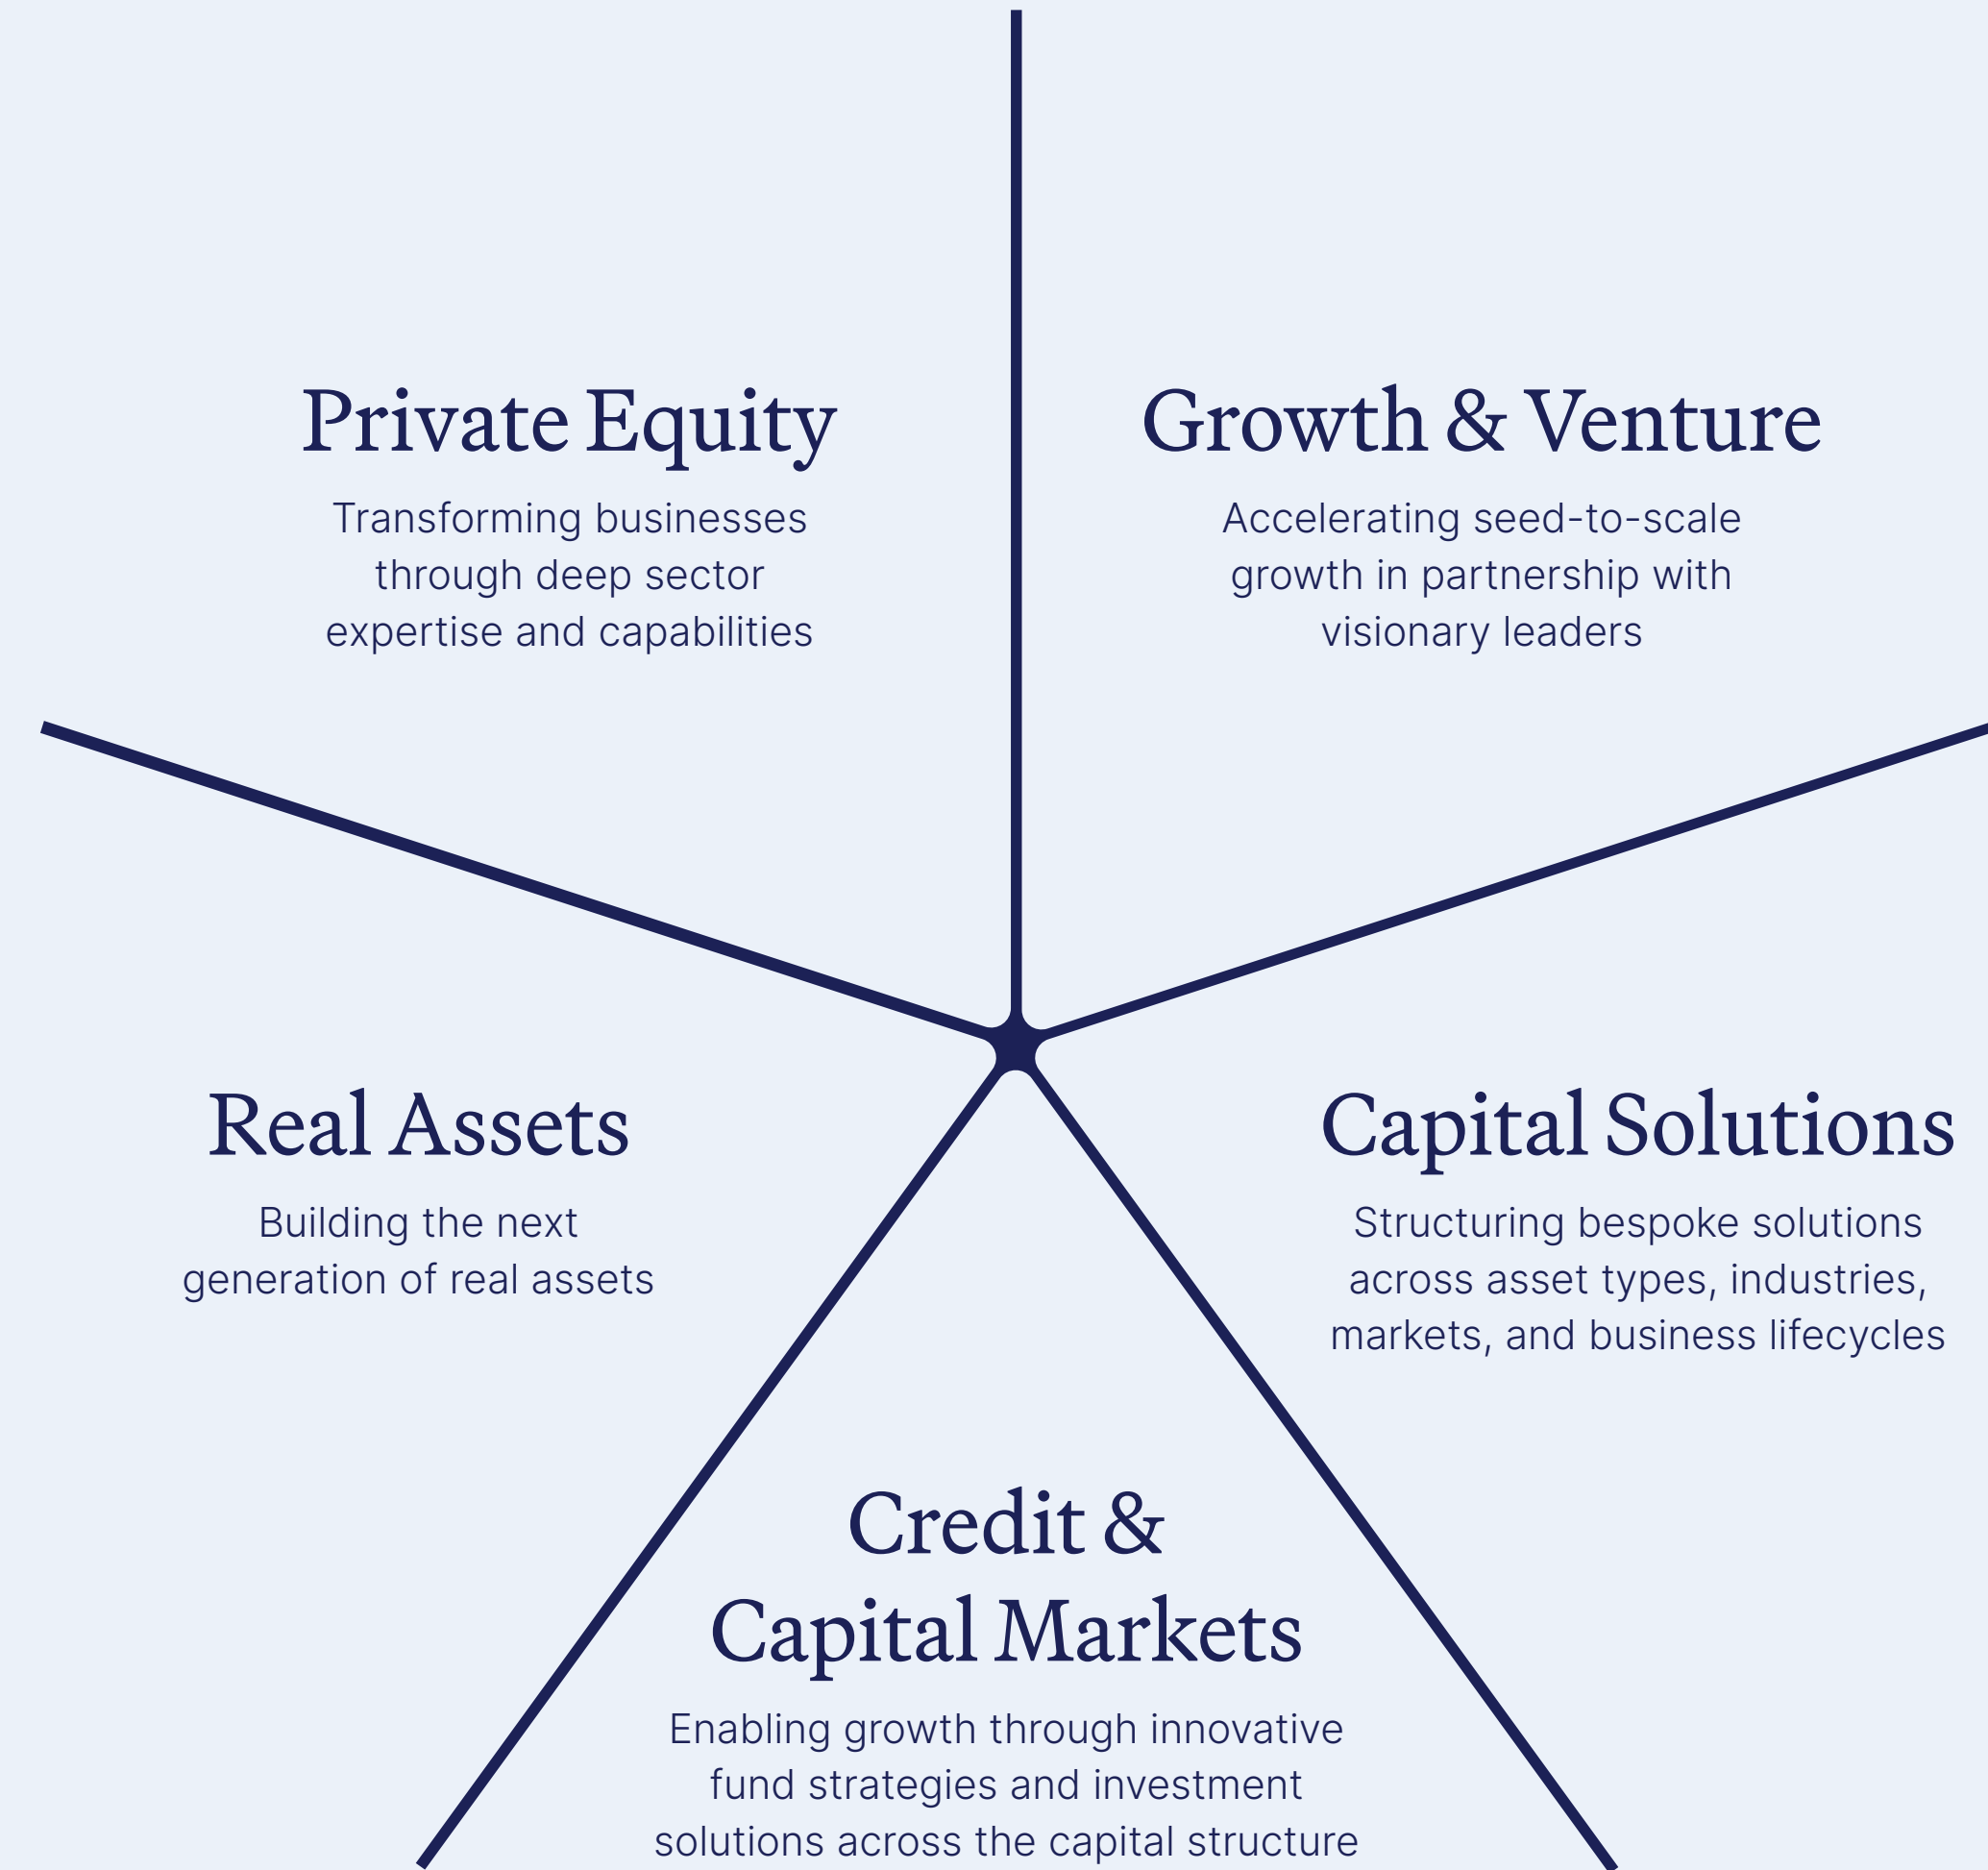 Private Equity
Transforming businesses
through deep sector
expertise and capabilities
Growth & Venture
Accelerating seed-to-scale
growth in partnership with
visionary leaders
Real Assets
Building the next
generation of real assets
Capital Solutions
Structuring bespoke solutions
across asset types, industries,
markets, and business lifecycles
Credit &
Capital Markets
Enabling growth through innovative
fund strategies and investment
solutions across the capital structure